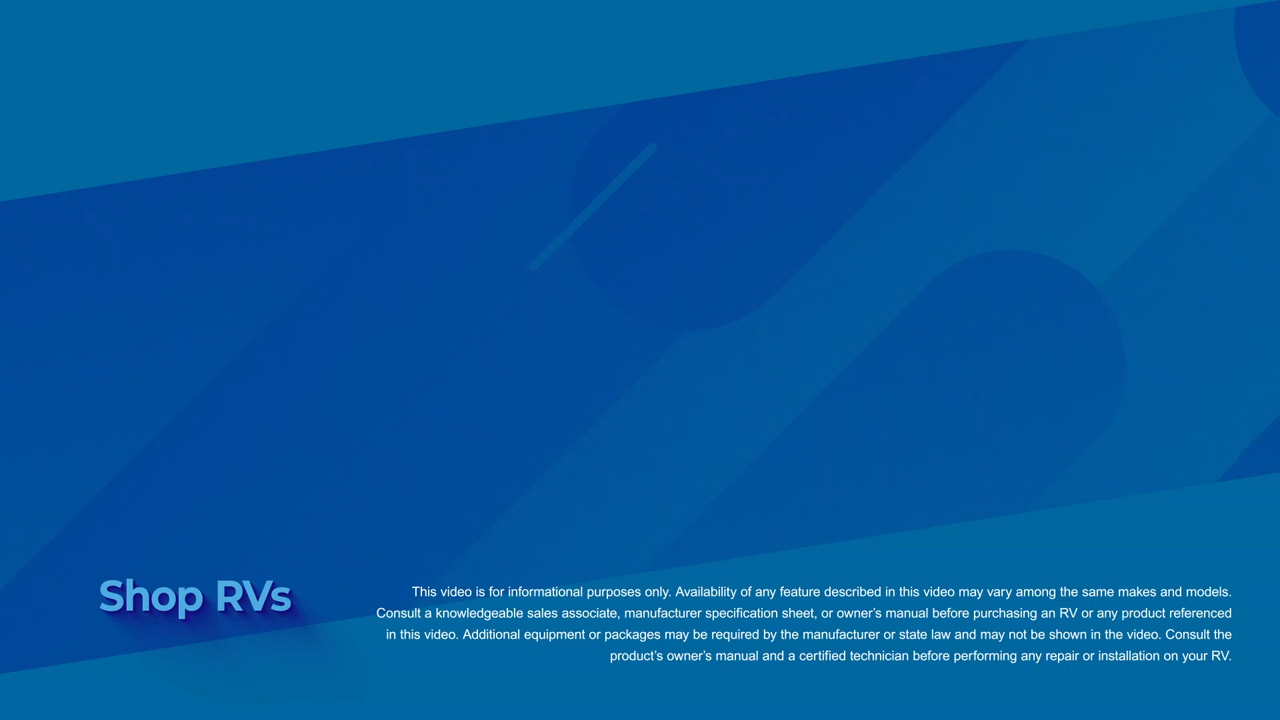 Shop RVs
This video is for informational purposes only. Availability of any feature described in this video may vary among the same makes and models.
Consult a knowledgeable sales associate, manufacturer specification sheet, or owner’s manual before purchasing an RV or any product referenced
in this video. Additional equipment or packages may be required by the manufacturer or state law and may not be shown in the video. Consult the
product’s owner’s manual and a certified technician before performing any repair or installation on your RV.